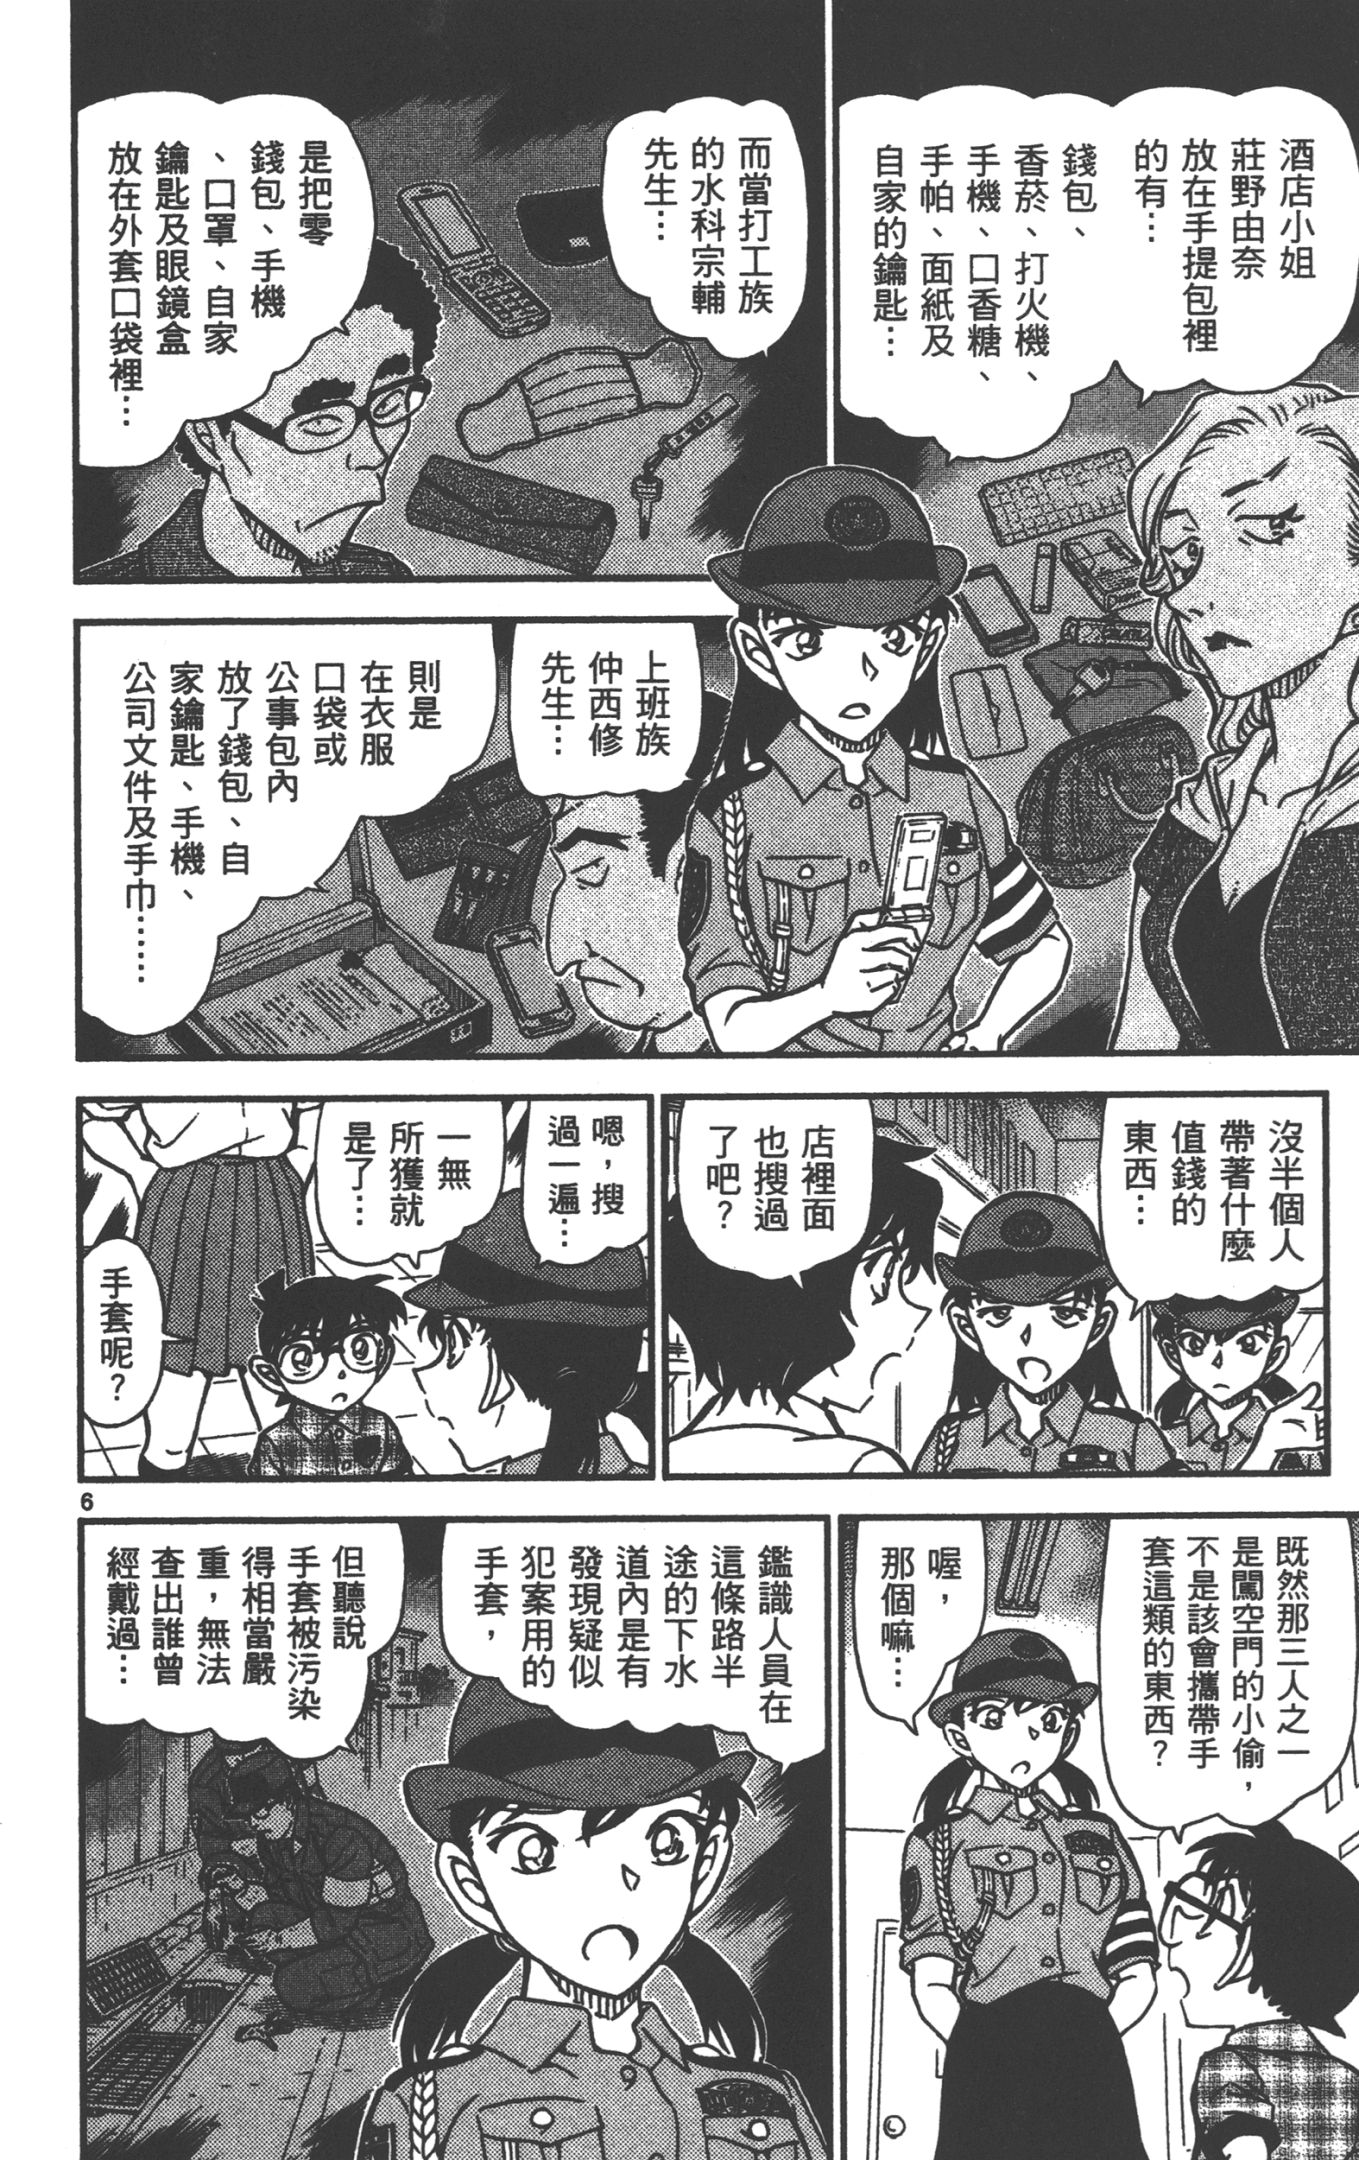 酒店小姐
莊野由奈
放在手提包裡
的有…
錢包、
香菸、打火機、
手機、口香糖、
手帕、面紙及
自家的鑰匙…
而當打工族
的水科宗輔
先生…
是把零
錢包、手機
、口罩、自家
鑰匙及眼鏡盒
放在外套口袋裡…
上班族
仲西修
先生…
則是
在衣服
口袋或
公事包內
放了錢包、自
家鑰匙、手機、
公司文件及手巾……
沒半個人
帶著什麼
值錢的
東西…
店裡面
也搜過
了吧？
嗯，搜
過一遍…
一無
所獲就
是了…
手套呢？
6
既然那三人之一
是闖空門的小偷，
不是該會攜帶手
套這類的東西？
喔，
那個嘛…
鑑識人員在
這條路半
途的下水
道內是有
發現疑似
犯案用的
手套，
但聽說
手套被污染
得相當嚴
重，無法
查出誰曾
經戴過…